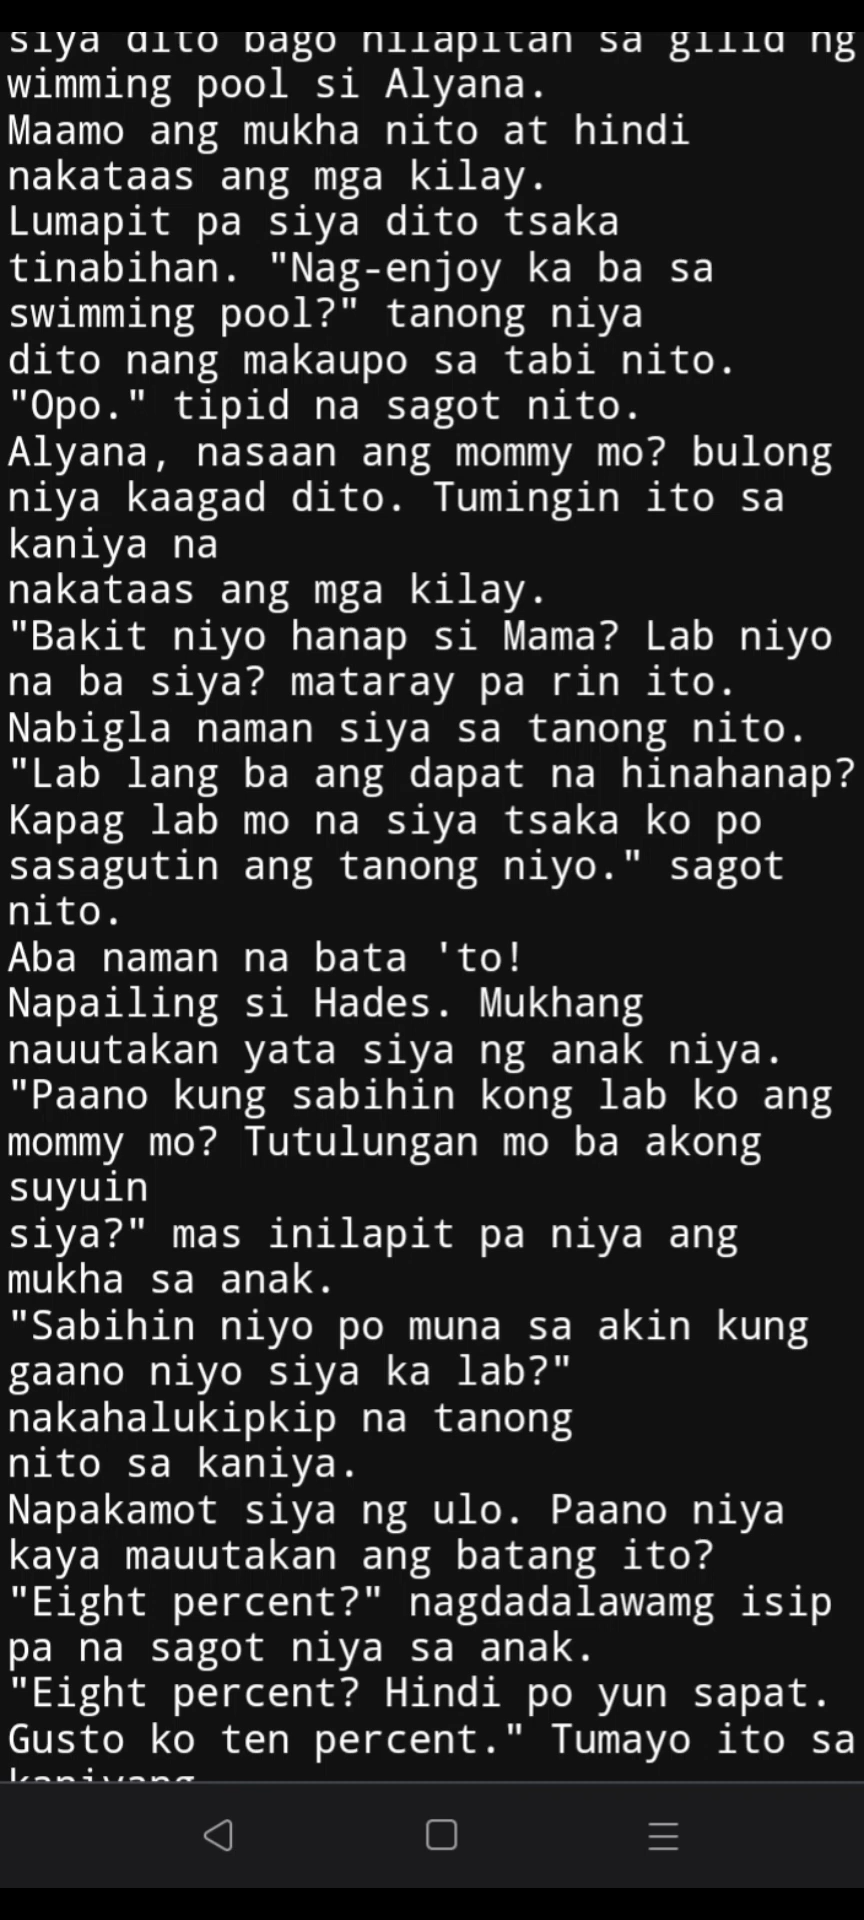 siya dito bago nilapitan sa gilid ng
wimming pool si Alyana.
Maamo ang mukha nito at hindi
nakataas ang mga kilay.
Lumapit pa siya dito tsaka
tinabihan. "Nag-enjoy ka ba sa
swimming pool?" tanong niya
dito nang makaupo sa tabi nito.
"Opo." tipid na sagot nito.
Alyana, nasaan ang mommy mo? bulong
niya kaagad dito. Tumingin ito sa
kaniya na
nakataas ang mga kilay.
"Bakit niyo hanap si Mama? Lab niyo
na ba siya? mataray pa rin ito.
Nabigla naman siya sa tanong nito.
"Lab lang ba ang dapat na hinahanap?
Kapag lab mo na siya tsaka ko po
sasagutin ang tanong niyo." sagot
nito.
Aba naman na bata 'to!
Napailing si Hades. Mukhang
nauutakan yata siya ng anak niya.
"Paano kung sabihin kong lab ko ang
mommy mo? Tutulungan mo ba akong
suyuin
siya?" mas inilapit pa niya ang
mukha sa anak.
"Sabihin niyo po muna sa akin kung
gaano niyo siya ka lab?"
nakahalukipkip na tanong
nito sa kaniya.
Napakamot siya ng ulo. Paano niya
kaya mauutakan ang batang ito?
"Eight percent?" nagdadalawamg isip
pa na sagot niya sa anak.
"Eight percent? Hindi po yun sapat.
Gusto ko ten percent." Tumayo ito sa
kaniyang